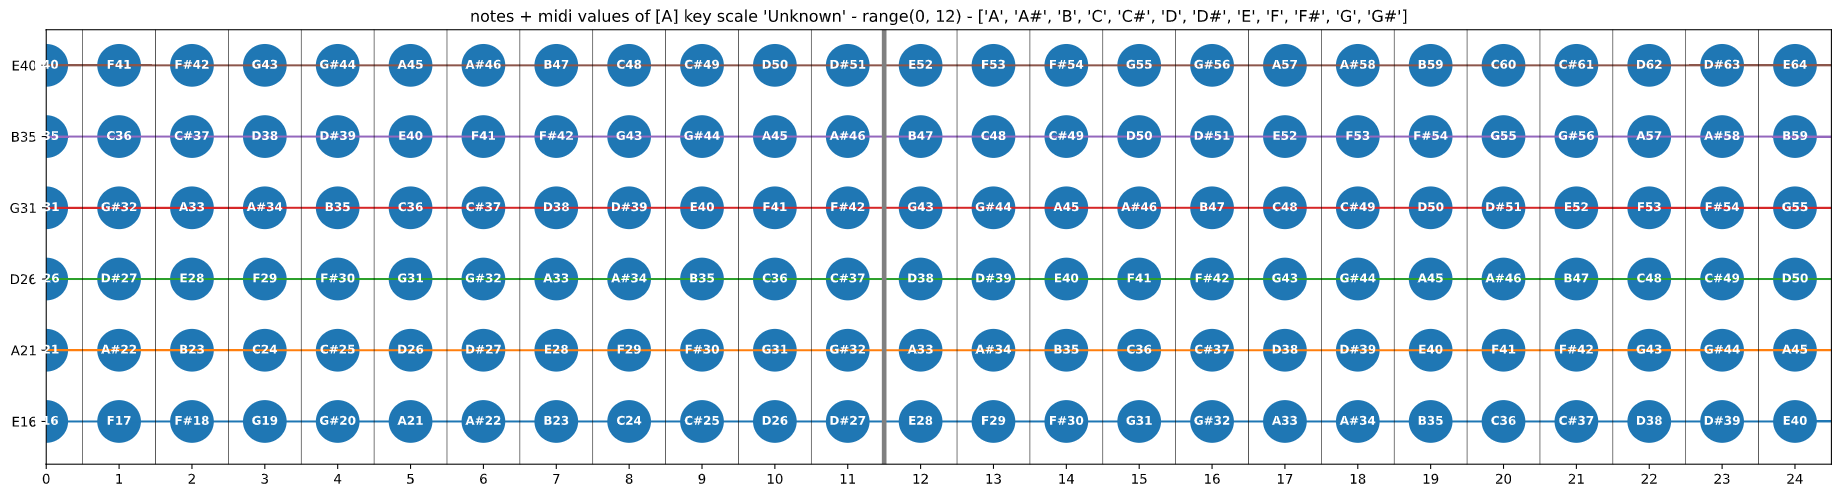 notes + midi values of [A] key scale 'Unknown' - range(0, 12) - ['A', 'A#', 'B', 'C', 'C#', 'D', 'D#', 'E', 'F', 'F#', 'G', 'G#']
E40 40 F41 F#42 G43 G#44 A45 A#46 B47 C48 C#49 D50 D#51 E52 F53 F#54 G55 G#56 A57 A#58 B59 C60 C#61 D62 D#63 E64
B35 35 C36 C#37 D38 D#39 E40 F41 F#42 G43 G#44 A45 A#46 B47 C48 C#49 D50 D#51 E52 F53 F#54 G55 G#56 A57 A#58 B59
G31 31 G#32 A33 A#34 B35 C36 C#37 D38 D#39 E40 F41 F#42 G43 G#44 A45 A#46 B47 C48 C#49 D50 D#51 E52 F53 F#54 G55
D26 26 D#27 E28 F29 F#30 G31 G#32 A33 A#34 B35 C36 C#37 D38 D#39 E40 F41 F#42 G43 G#44 A45 A#46 B47 C48 C#49 D50
A21 21 A#22 B23 C24 C#25 D26 D#27 E28 F29 F#30 G31 G#32 A33 A#34 B35 C36 C#37 D38 D#39 E40 F41 F#42 G43 G#44 A45
E16 16 F17 F#18 G19 G#20 A21 A#22 B23 C24 C#25 D26 D#27 E28 F29 F#30 G31 G#32 A33 A#34 B35 C36 C#37 D38 D#39 E40
0 1 2 3 4 5 6 7 8 9 10 11 12 13 14 15 16 17 18 19 20 21 22 23 24